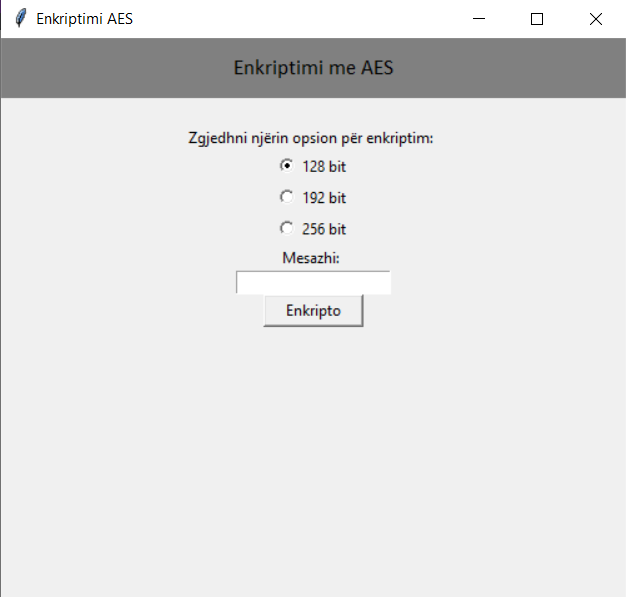 Enkriptimi AES
Enkriptimi me AES
Zgjedhni njërin opsion për enkriptim:
128 bit
192 bit
256 bit
Mesazhi:
Enkripto